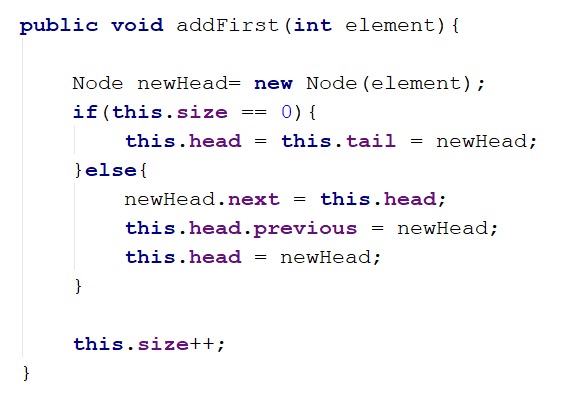 public void addFirst(int element){
Node newHead= new Node(element);
if(this.size == 0){
this.head = this.tail = newHead;
}else{
newHead.next = this.head;
this.head.previous = newHead;
this.head = newHead;
}
this.size++;
}